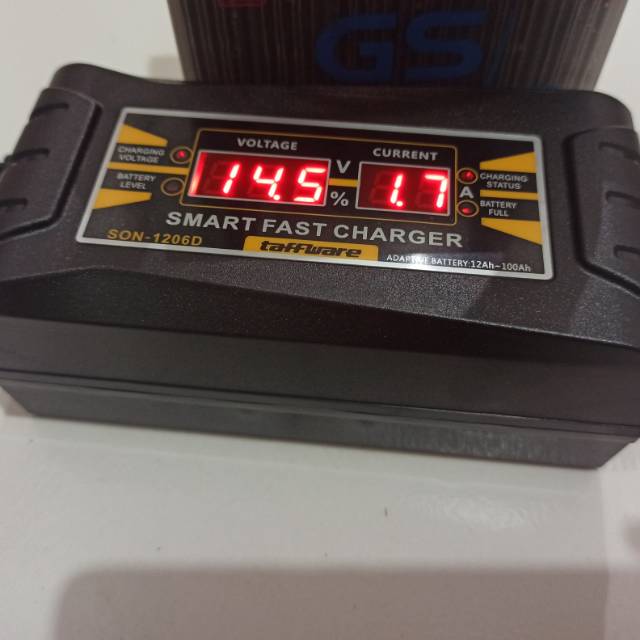 GS
VOLTAGE
CURRENT
CHARGING
VOLTAGE
14.5
V
1.7
CHARGING
STATUS
BATTERY
LEVEL
%
A
BATTERY
FULL
SMART FAST CHARGER
SON-1206D
taffware
ADAPTIVE BATTERY:12Ah~100Ah